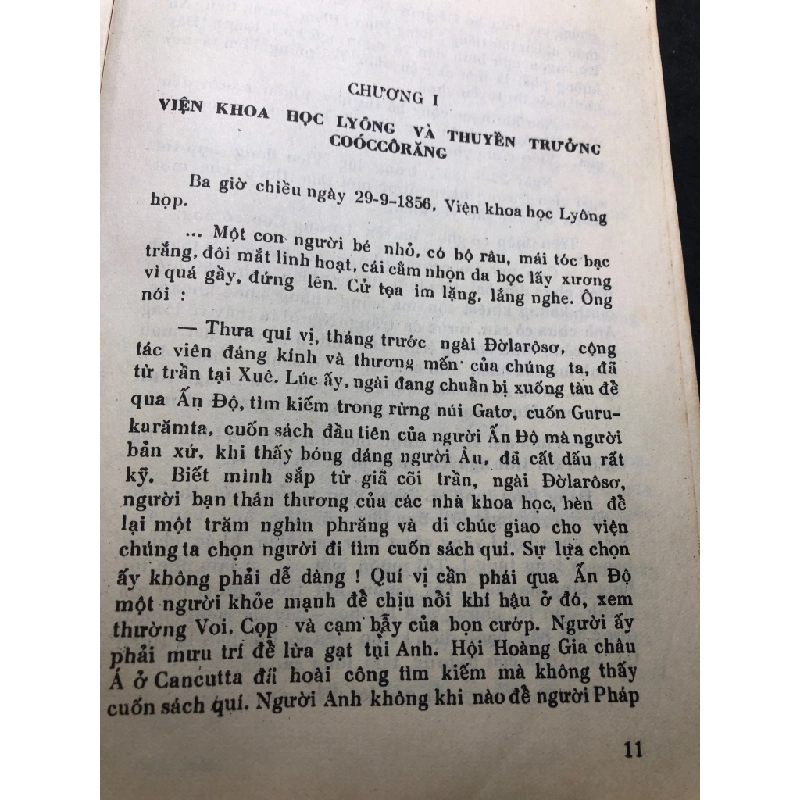 CHƯƠNG I
VIỆN KHOA HỌC LYÔNG VÀ THUYỀN TRƯỞNG
COÓCCÔRĂNG
Ba giờ chiều ngày 29-9-1856, Viện khoa học Lyông
họp.
... Một con người bé nhỏ, có bộ râu, mái tóc bạc
trắng, đôi mắt linh hoạt, cái cằm nhọn da bọc lấy xương
vì quá gầy, đứng lên. Cử tọa im lặng, lắng nghe. Ông
nói :
— Thưa quí vị, tháng trước ngài Đờlarôsơ, cộng
tác viên đáng kính và thương mến của chúng ta, đã
từ trần tại Xuê. Lúc ấy, ngài đang chuẩn bị xuống tàu để
qua Ấn Độ, tìm kiếm trong rừng núi Gatơ, cuốn Guru-
karămta, cuốn sách đầu tiên của người Ấn Độ mà người
bản xứ, khi thấy bóng dáng người Âu, đã cất dấu rất
kỹ. Biết mình sắp từ giã cõi trần, ngài Đờlarôsơ,
người bạn thân thương của các nhà khoa học, bèn để
lại một trăm nghìn phrăng và di chúc giao cho viện
chúng ta chọn người đi tìm cuốn sách quí. Sự lựa chọn
ấy không phải dễ dàng ! Quí vị cần phái qua Ấn Độ
một người khỏe mạnh để chịu nổi khí hậu ở đó, xem
thường Voi, Cọp và cạm bẫy của bọn cướp. Người ấy
phải mưu trí để lừa gạt tụi Anh. Hội Hoàng Gia châu
Á ở Cancutta đã hoài công tìm kiếm mà không thấy
cuốn sách quí. Người Anh không khi nào để người Pháp
11